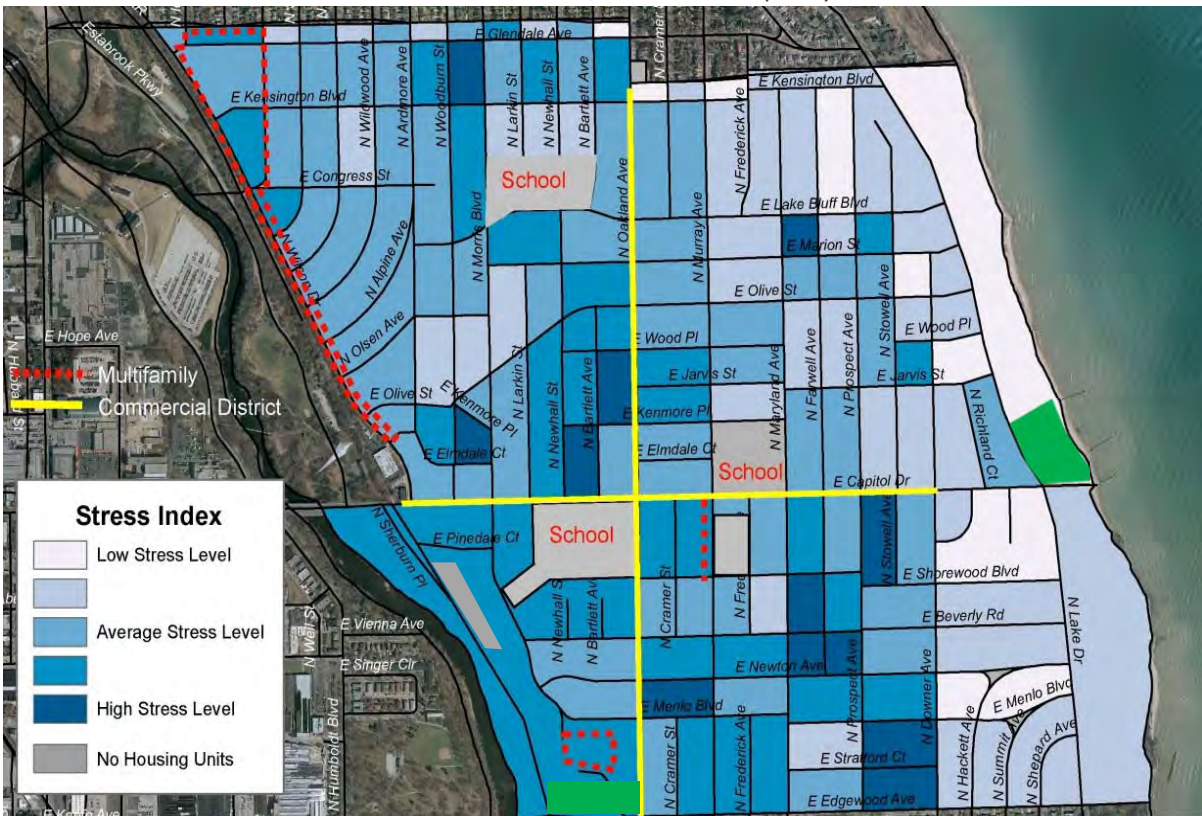 E Glendale Ave
N Cramer
Estabrook Pkwy
E Kensington Blvd
E Kensington Blvd
N Wildwood Ave
N Ardmore Ave
N Woodburn St
N Larkin St
N Newhall St
N Bartlett Ave
N Frederick Ave
School
E Congress St
N Oakland Ave
N Murray Ave
E Lake Bluff Blvd
E Marion St
N Morris Blvd
N Wilson Dr
N Alpine Ave
E Olive St
N Stowell Ave
N Olsen Ave
E Wood Pl
E Wood Pl
E Hope Ave
N Larkin St
N Maryland Ave
N Farwell Ave
N Prospect Ave
Multifamily
E Jarvis St
E Jarvis St
E Olive St
E Kenmore Pl
N Newhall St
N Bartlett Ave
E Kenmore Pl
N Richland Ct
Commercial District
E Elmdale Ct
E Elmdale Ct
School
E Capitol Dr
Stress Index
Low Stress Level
Average Stress Level
High Stress Level
No Housing Units
N Sherburn Pl
E Pinedale Ct
School
N Stowell Ave
E Shorewood Blvd
N Cramer St
N Newhall S
N Bartlett Ave
E Beverly Rd
N Lake Dr
N Weil St
E Vienna Ave
E Singer Cir
E Newton Ave
N Humboldt Blvd
E Menlo Blvd
E Menlo Blvd
N Prospect Ave
N Downer Ave
N Cramer St
N Frederick Ave
E Stratford Ct
N Hackett Ave
N Summit Ave
N Shepard Ave
E Edgewood Ave